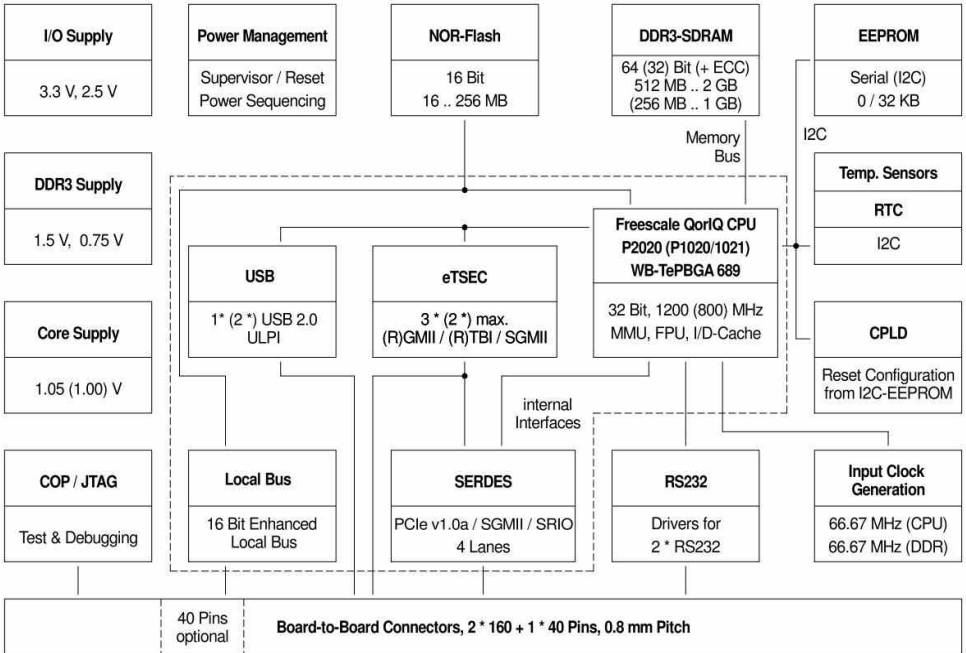 I/O Supply
3.3 V, 2.5 V
Power Management
Supervisor / Reset
Power Sequencing
NOR-Flash
16 Bit
16 .. 256 MB
DDR3-SDRAM
64 (32) Bit (+ ECC)
512 MB .. 2 GB
(256 MB .. 1 GB)
EEPROM
Serial (I2C)
0 / 32 KB
Memory
Bus
I2C
DDR3 Supply
1.5 V, 0.75 V
USB
1* (2 *) USB 2.0
ULPI
eTSEC
3 * (2 *) max.
(R)GMII / (R)TBI / SGMII
Freescale QorIQ CPU
P2020 (P1020/1021)
WB-TePBGA 689
32 Bit, 1200 (800) MHz
MMU, FPU, I/D-Cache
Temp. Sensors
RTC
I2C
Core Supply
1.05 (1.00) V
CPLD
Reset Configuration
from I2C-EEPROM
internal
Interfaces
COP / JTAG
Test & Debugging
Local Bus
16 Bit Enhanced
Local Bus
SERDES
PCIe v1.0a / SGMII / SRIO
4 Lanes
RS232
Drivers for
2 * RS232
Input Clock
Generation
66.67 MHz (CPU)
66.67 MHz (DDR)
40 Pins
optional
Board-to-Board Connectors, 2 * 160 + 1 * 40 Pins, 0.8 mm Pitch